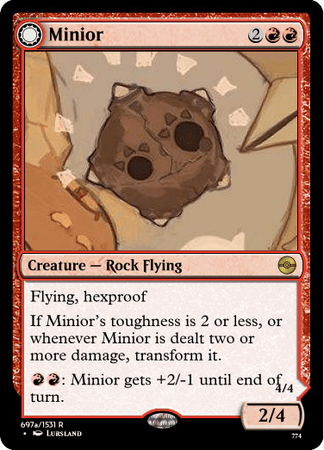 Minior 2
Creature — Rock Flying
Flying, hexproof
If Minior's toughness is 2 or less, or
whenever Minior is dealt two or
more damage, transform it.
: Minior gets +2/-1 until end of
turn.
4/4
2/4
697a/1531 R
• LURSLAND
774